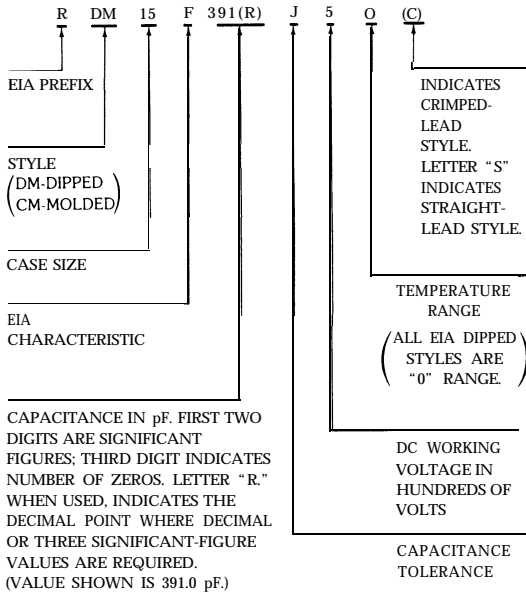 R DM 15 F 391(R) J 5 O (C)
EIA PREFIX
STYLE
(DM-DIPPED
CM-MOLDED)
CASE SIZE
EIA
CHARACTERISTIC
CAPACITANCE IN pF. FIRST TWO
DIGITS ARE SIGNIFICANT
FIGURES; THIRD DIGIT INDICATES
NUMBER OF ZEROS. LETTER “R.”
WHEN USED, INDICATES THE
DECIMAL POINT WHERE DECIMAL
OR THREE SIGNIFICANT-FIGURE
VALUES ARE REQUIRED.
(VALUE SHOWN IS 391.0 pF.)
INDICATES
CRIMPED-
LEAD
STYLE.
LETTER “S”
INDICATES
STRAIGHT-
LEAD STYLE.
TEMPERATURE
RANGE
(ALL EIA DIPPED
STYLES ARE
“0” RANGE.)
DC WORKING
VOLTAGE IN
HUNDREDS OF
VOLTS
CAPACITANCE
TOLERANCE